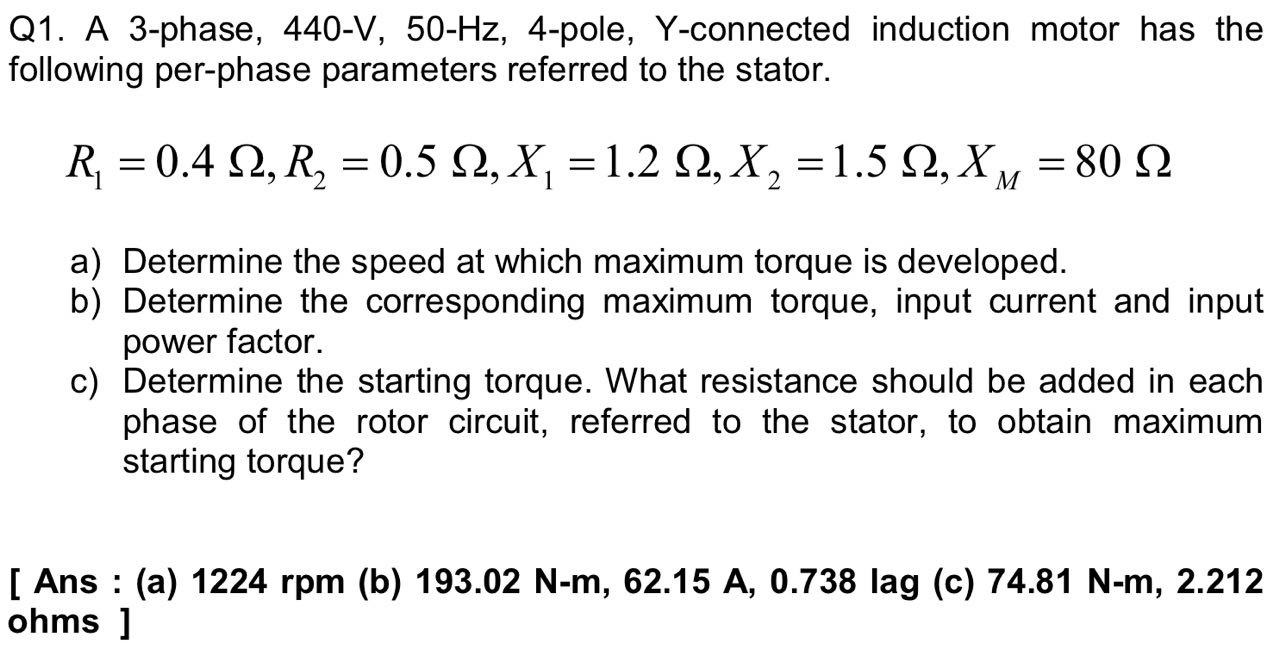 Q1. A 3-phase, 440-V, 50-Hz, 4-pole, Y-connected induction motor has the
following per-phase parameters referred to the stator.
R₁ = 0.4 Ω, R₂ = 0.5 Ω, X₁ = 1.2 Ω, X₂ = 1.5 Ω, X_M = 80 Ω
a) Determine the speed at which maximum torque is developed.
b) Determine the corresponding maximum torque, input current and input
power factor.
c) Determine the starting torque. What resistance should be added in each
phase of the rotor circuit, referred to the stator, to obtain maximum
starting torque?
[ Ans : (a) 1224 rpm (b) 193.02 N-m, 62.15 A, 0.738 lag (c) 74.81 N-m, 2.212
ohms ]